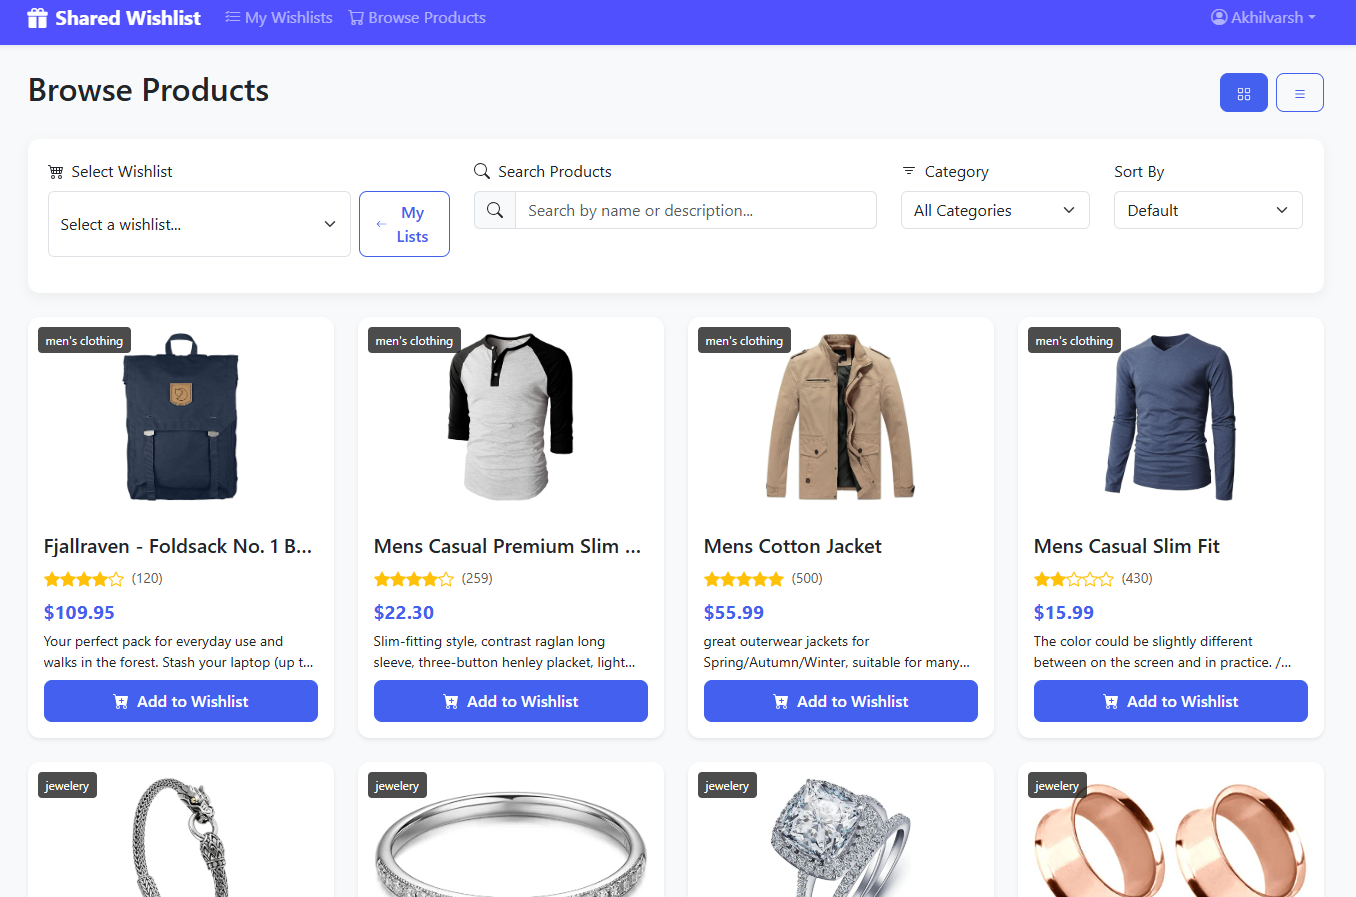 Shared Wishlist
My Wishlists
Browse Products
Akhilvarsh
Browse Products
Select Wishlist
Select a wishlist...
My
Lists
Search Products
Search by name or description...
Category
All Categories
Sort By
Default
men's clothing
Fjallraven - Foldsack No. 1 B...
(120)
$109.95
Your perfect pack for everyday use and
walks in the forest. Stash your laptop (up t...
Add to Wishlist
men's clothing
Mens Casual Premium Slim ...
(259)
$22.30
Slim-fitting style, contrast raglan long
sleeve, three-button henley placket, light...
Add to Wishlist
men's clothing
Mens Cotton Jacket
(500)
$55.99
great outerwear jackets for
Spring/Autumn/Winter, suitable for many...
Add to Wishlist
men's clothing
Mens Casual Slim Fit
(430)
$15.99
The color could be slightly different
between on the screen and in practice. /...
Add to Wishlist
jewelery
jewelery
jewelery
jewelery